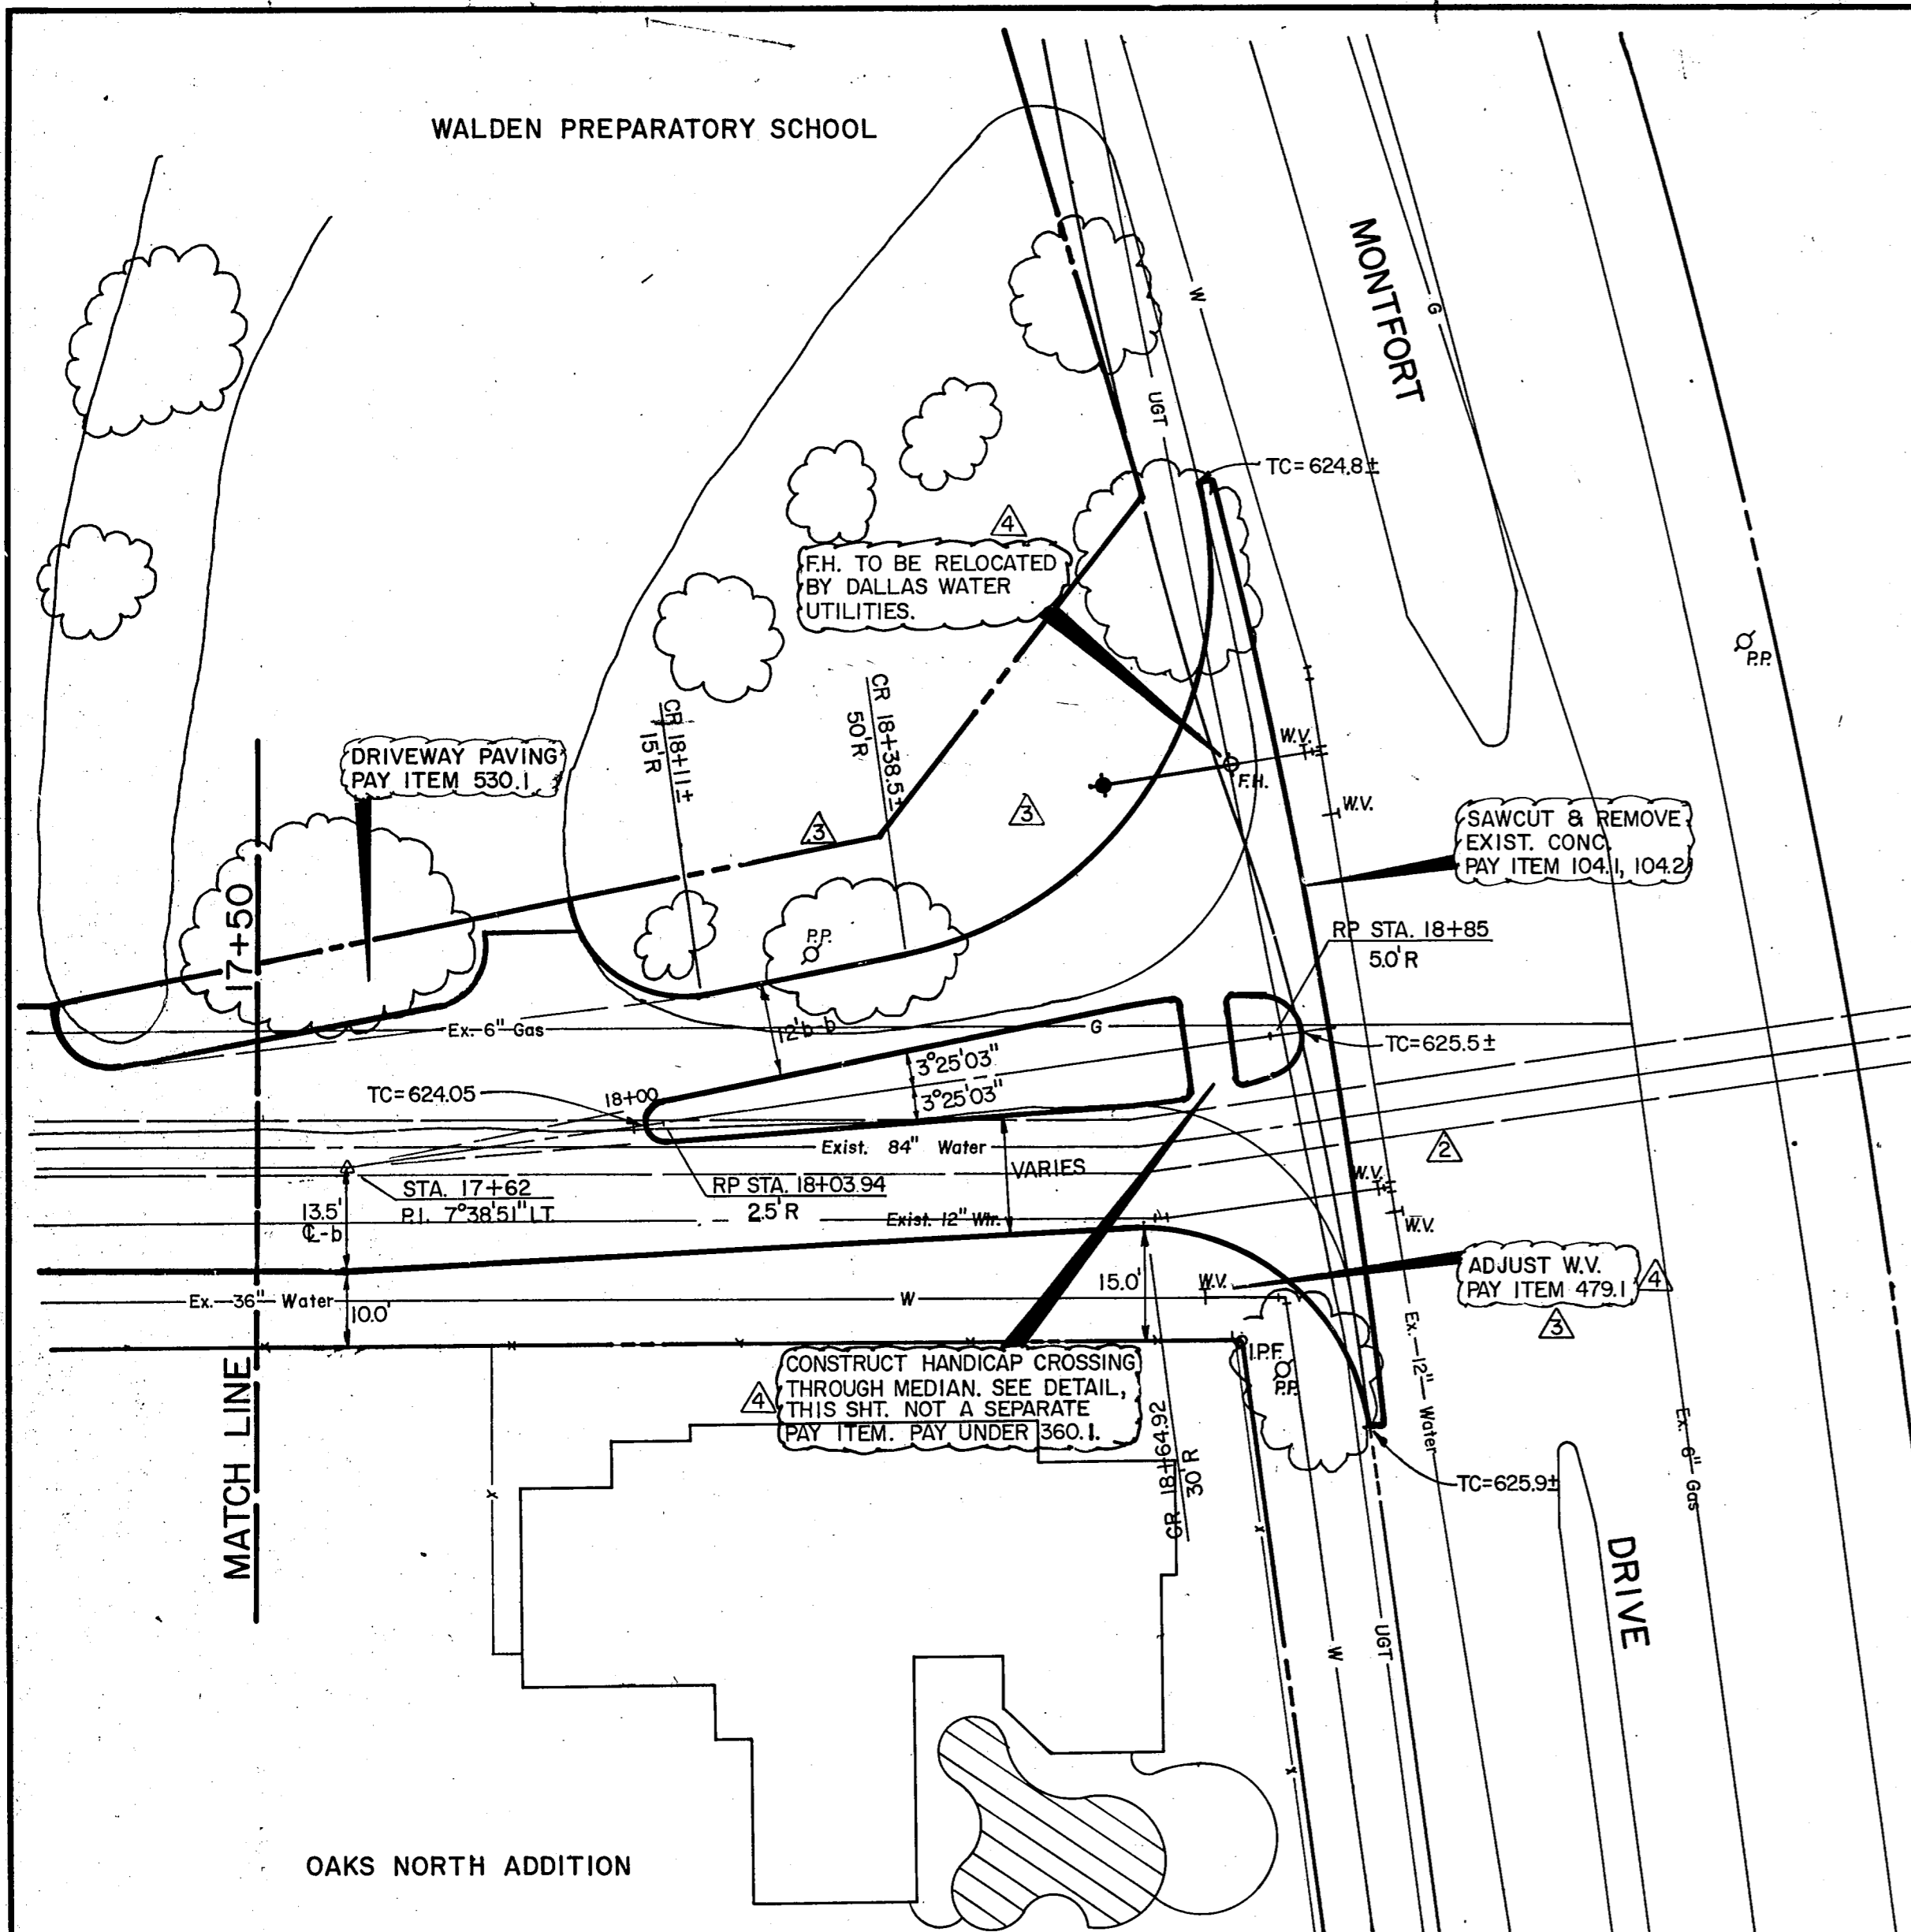 WALDEN PREPARATORY SCHOOL
MONTFORT
W
G
UGT
TC=624.8±
4
F.H. TO BE RELOCATED
BY DALLAS WATER
UTILITIES.
P.P.
CR 18+11±
15'R
CR 18+38.5±
50'R
W.V.
F.H.
W.V.
DRIVEWAY PAVING
PAY ITEM 530.1
3
3
SAWCUT & REMOVE
EXIST. CONC.
PAY ITEM 104.1, 104.2
17+50
P.P.
RP STA. 18+85
5.0'R
Ex. 6" Gas
12'b-b
G
TC=625.5±
3°25'03"
3°25'03"
TC=624.05
18+00
Exist. 84" Water
2
VARIES
W.V.
STA. 17+62
P.I. 7°38'51" LT.
RP STA. 18+03.94
2.5'R
13.5'
℄-b
Exist. 12" Wtr.
W.V.
ADJUST W.V.
PAY ITEM 479.1
4
3
15.0'
W.V.
Ex. 36" Water
W
10.0'
MATCH LINE
I.P.F.
P.P.
Ex. 12" Water
4
CONSTRUCT HANDICAP CROSSING
THROUGH MEDIAN. SEE DETAIL,
THIS SHT. NOT A SEPARATE
PAY ITEM. PAY UNDER 360.1.
CR 18+64.92
30'R
TC=625.9±
Ex. 6" Gas
DRIVE
UGT
W
OAKS NORTH ADDITION